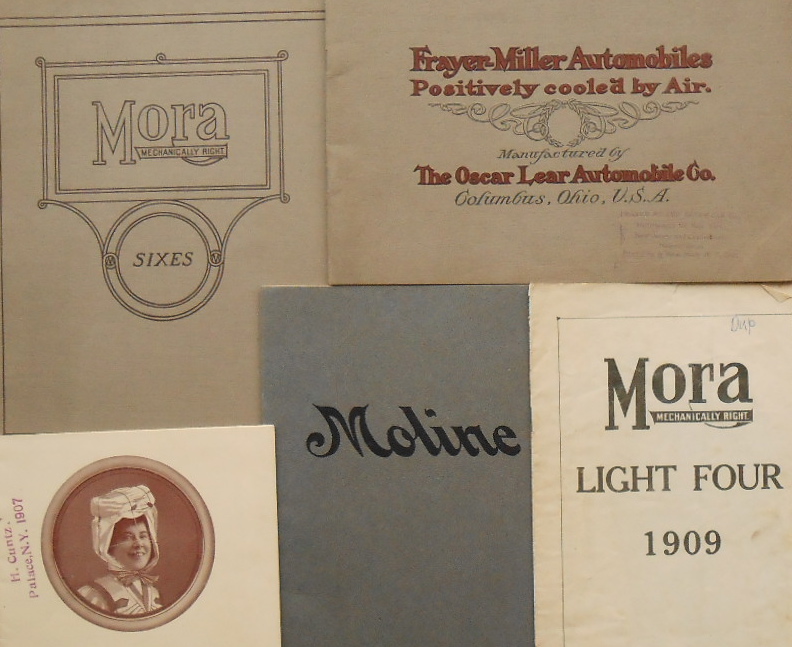 Mora
MECHANICALLY RIGHT
SIXES
Frayer-Miller Automobiles
Positively cooled by Air.
Manufactured by
The Oscar Lear Automobile Co.
Columbus, Ohio, U.S.A.
Moline
Dup
Mora
MECHANICALLY RIGHT
LIGHT FOUR
1909
H. Cuntz.
Palace, N.Y. 1907